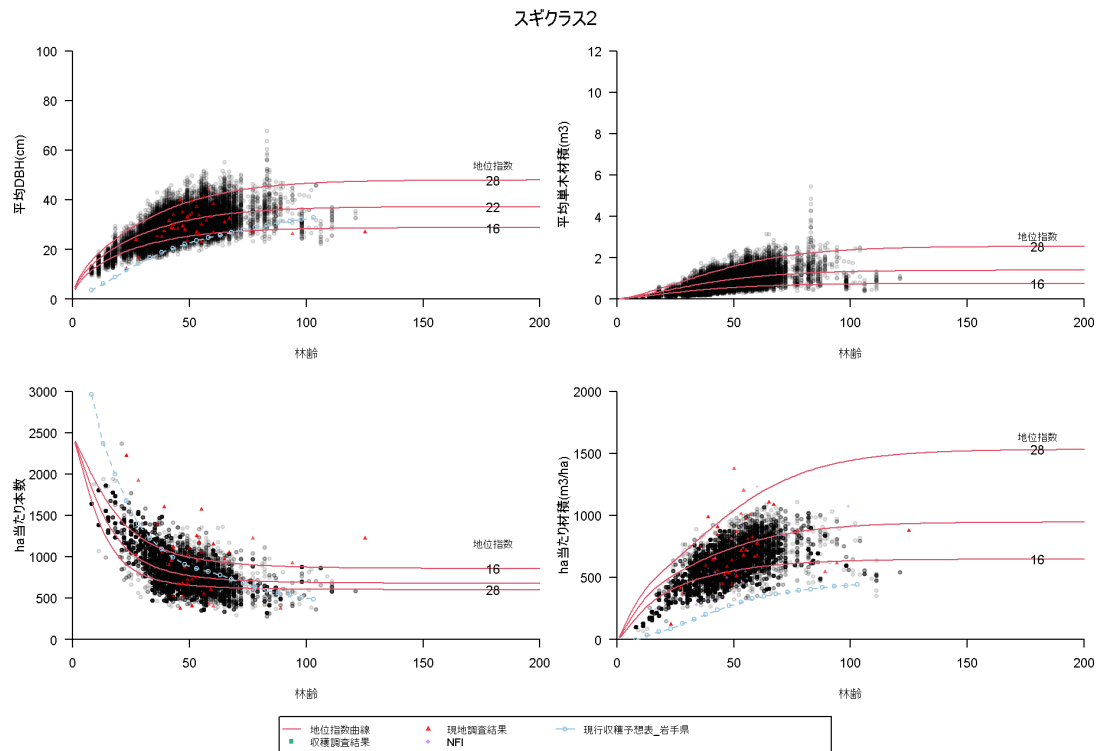 スギクラス2
平均DBH(cm)
100
80
60
40
20
0
0 50 100 150 200
林齢
地位指数
28
22
16
平均単木材積(m3)
12
10
8
6
4
2
0
0 50 100 150 200
林齢
地位指数
28
16
ha当たり本数
3000
2500
2000
1500
1000
500
0
0 50 100 150 200
林齢
地位指数
16
28
ha当たり材積(m3/ha)
2000
1500
1000
500
0
0 50 100 150 200
林齢
地位指数
28
16
地位指数曲線 現地調査結果 現行収穫予想表_岩手県
収穫調査結果 NFI